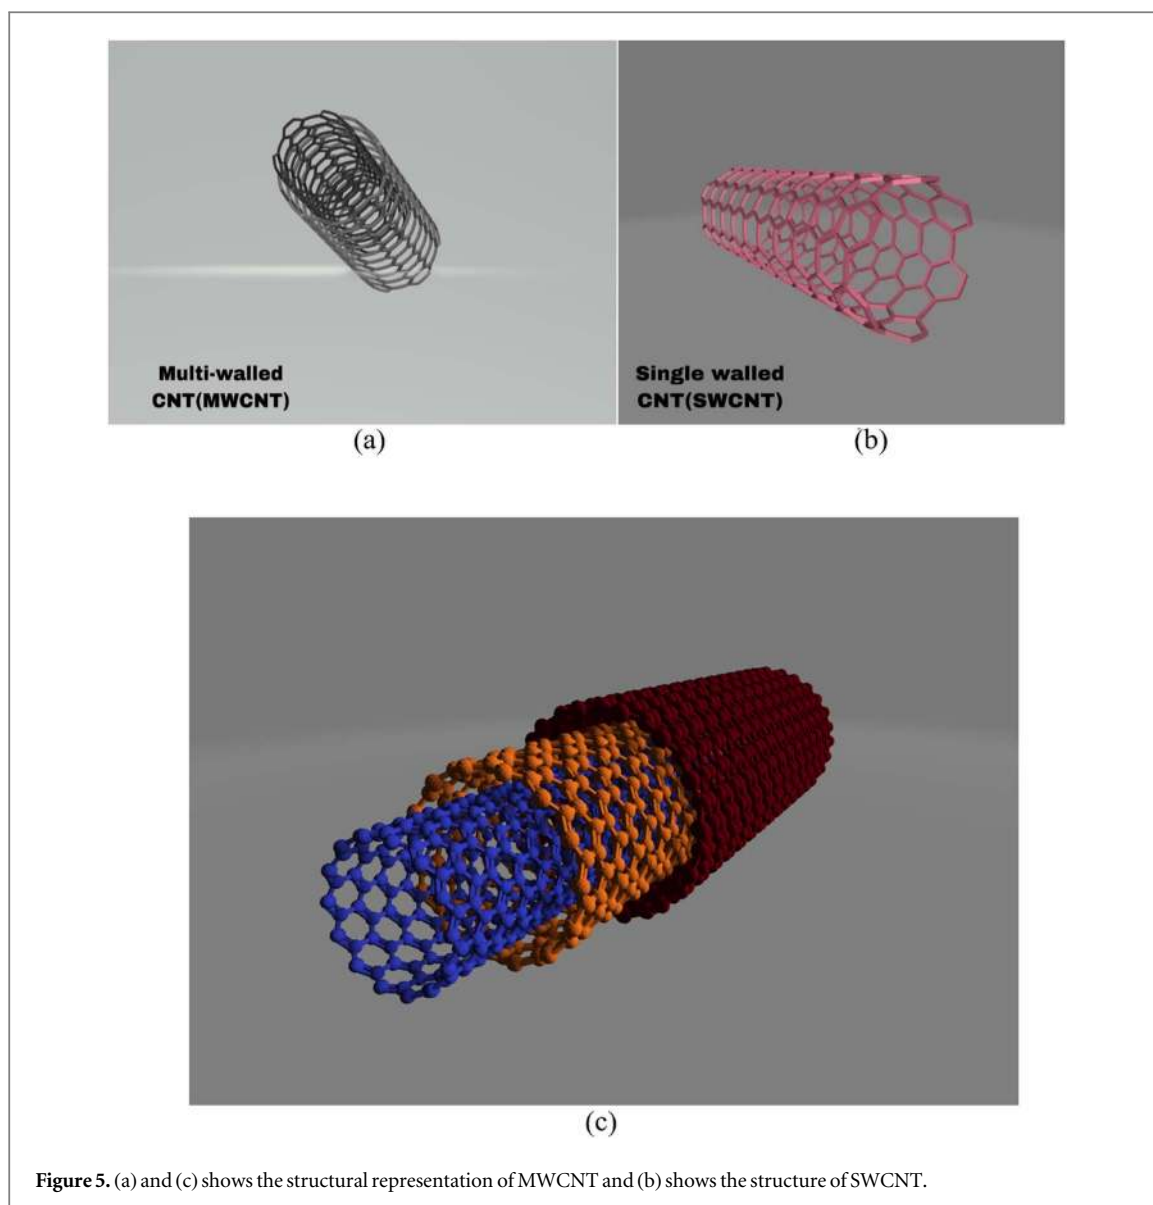 Multi-walled
CNT(MWCNT)
Single walled
CNT(SWCNT)
(a)
(b)
(c)
Figure 5. (a) and (c) shows the structural representation of MWCNT and (b) shows the structure of SWCNT.